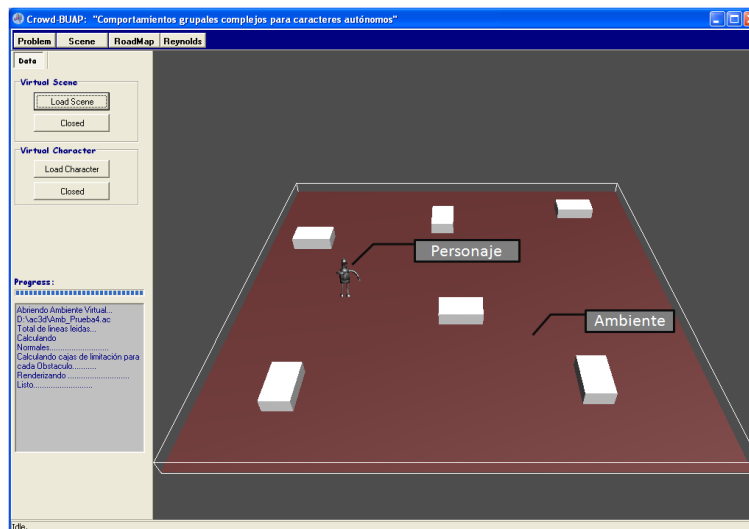 Crowd-BUAP: "Comportamientos grupales complejos para caracteres autónomos"
Problem Scene RoadMap Reynolds
Data
Virtual Scene
Load Scene
Closed
Virtual Character
Load Character
Closed
Progress:
Abriendo Ambiente Virtual...
D:\ac3d\Amb_Prueba4.ac
Total de lineas leidas...
Calculando
Normales............................
Calculando cajas de limitación para
cada Obstaculo...........
Renderizando .............................
Listo...........................
Personaje
Ambiente
Idle.